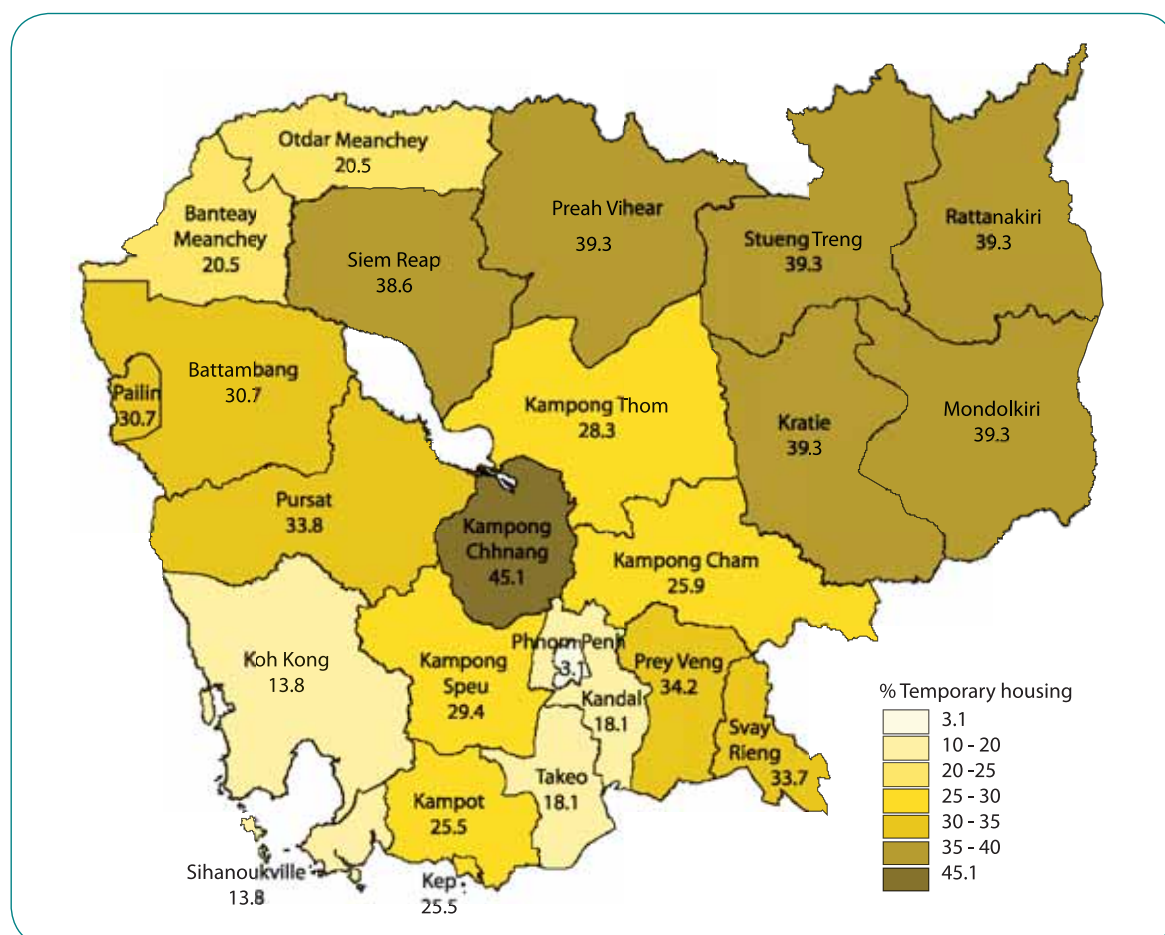 Otdar Meanchey
20.5
Banteay
Meanchey
20.5
Siem Reap
38.6
Preah Vihear
39.3
Stueng Treng
39.3
Rattanakiri
39.3
Battambang
30.7
Pailin
30.7
Kampong Thom
28.3
Kratie
39.3
Mondolkiri
39.3
Pursat
33.8
Kampong
Chhnang
45.1
Kampong Cham
25.9
Koh Kong
13.8
Kampong
Speu
29.4
Phnom Penh
3.1
Kandal
18.1
Prey Veng
34.2
Svay
Rieng
33.7
Takeo
18.1
Kampot
25.5
Sihanoukville
13.8
Kep
25.5
% Temporary housing
3.1
10 - 20
20 -25
25 - 30
30 - 35
35 - 40
45.1